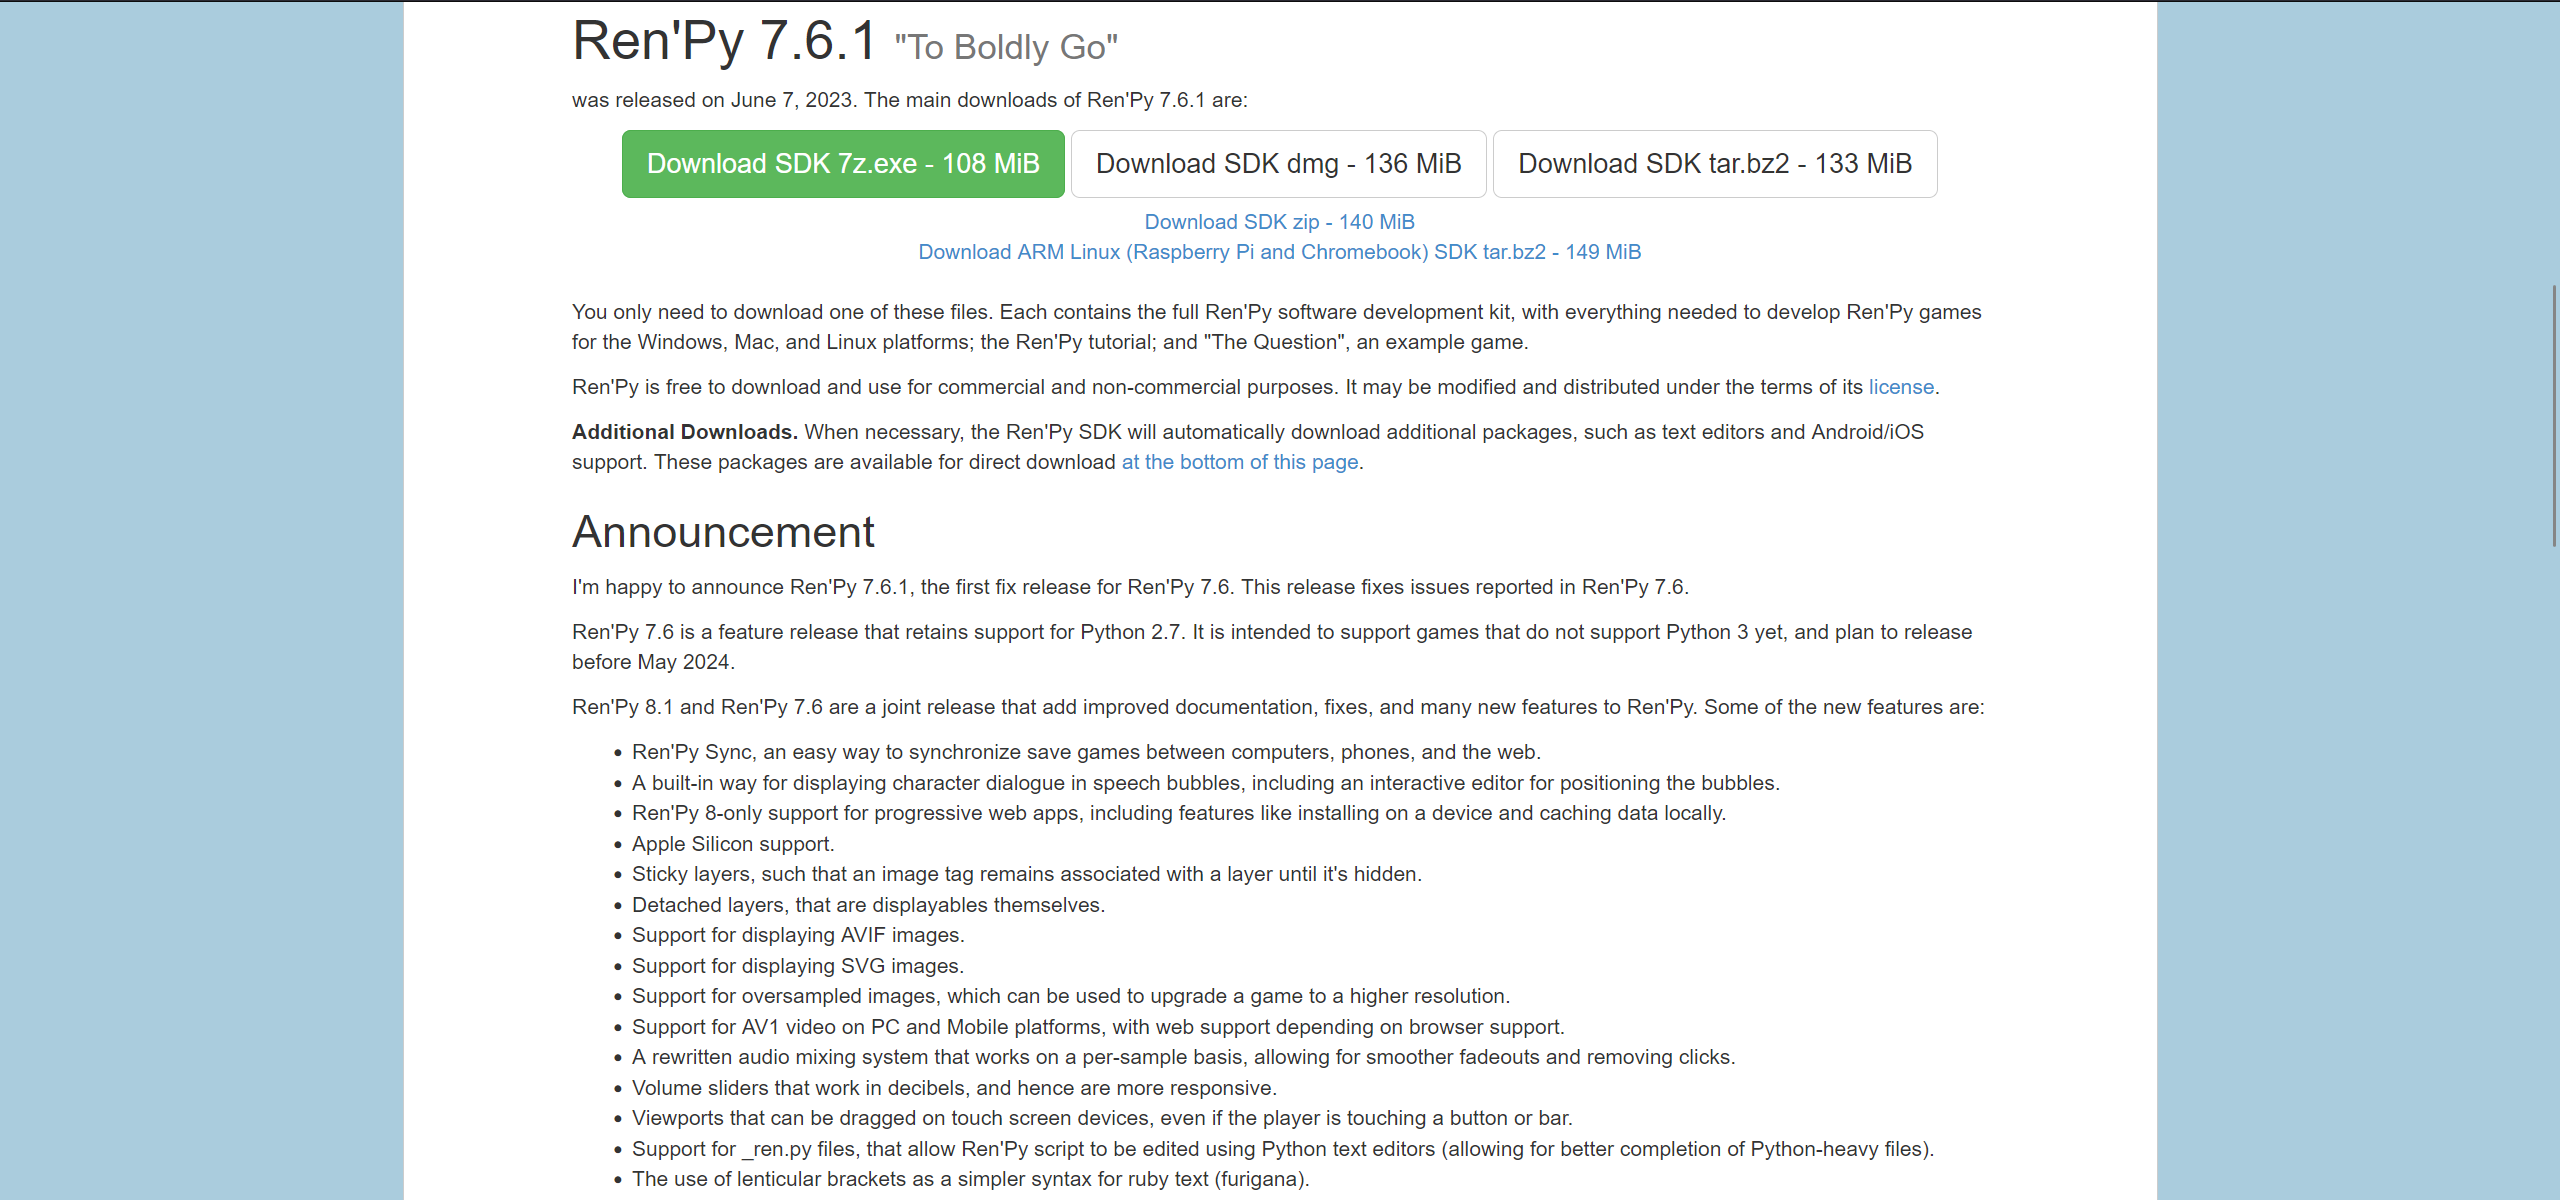 Ren'Py 7.6.1 "To Boldly Go"
was released on June 7, 2023. The main downloads of Ren'Py 7.6.1 are:
Download SDK 7z.exe - 108 MiB Download SDK dmg - 136 MiB Download SDK tar.bz2 - 133 MiB
Download SDK zip - 140 MiB
Download ARM Linux (Raspberry Pi and Chromebook) SDK tar.bz2 - 149 MiB
You only need to download one of these files. Each contains the full Ren'Py software development kit, with everything needed to develop Ren'Py games
for the Windows, Mac, and Linux platforms; the Ren'Py tutorial; and "The Question", an example game.
Ren'Py is free to download and use for commercial and non-commercial purposes. It may be modified and distributed under the terms of its license.
Additional Downloads. When necessary, the Ren'Py SDK will automatically download additional packages, such as text editors and Android/iOS
support. These packages are available for direct download at the bottom of this page.
Announcement
I'm happy to announce Ren'Py 7.6.1, the first fix release for Ren'Py 7.6. This release fixes issues reported in Ren'Py 7.6.
Ren'Py 7.6 is a feature release that retains support for Python 2.7. It is intended to support games that do not support Python 3 yet, and plan to release
before May 2024.
Ren'Py 8.1 and Ren'Py 7.6 are a joint release that add improved documentation, fixes, and many new features to Ren'Py. Some of the new features are:
• Ren'Py Sync, an easy way to synchronize save games between computers, phones, and the web.
• A built-in way for displaying character dialogue in speech bubbles, including an interactive editor for positioning the bubbles.
• Ren'Py 8-only support for progressive web apps, including features like installing on a device and caching data locally.
• Apple Silicon support.
• Sticky layers, such that an image tag remains associated with a layer until it's hidden.
• Detached layers, that are displayables themselves.
• Support for displaying AVIF images.
• Support for displaying SVG images.
• Support for oversampled images, which can be used to upgrade a game to a higher resolution.
• Support for AV1 video on PC and Mobile platforms, with web support depending on browser support.
• A rewritten audio mixing system that works on a per-sample basis, allowing for smoother fadeouts and removing clicks.
• Volume sliders that work in decibels, and hence are more responsive.
• Viewports that can be dragged on touch screen devices, even if the player is touching a button or bar.
• Support for _ren.py files, that allow Ren'Py script to be edited using Python text editors (allowing for better completion of Python-heavy files).
• The use of lenticular brackets as a simpler syntax for ruby text (furigana).